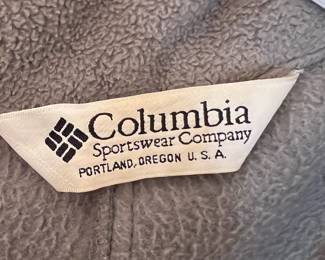 Columbia
Sportswear Company
PORTLAND, OREGON U. S. A.